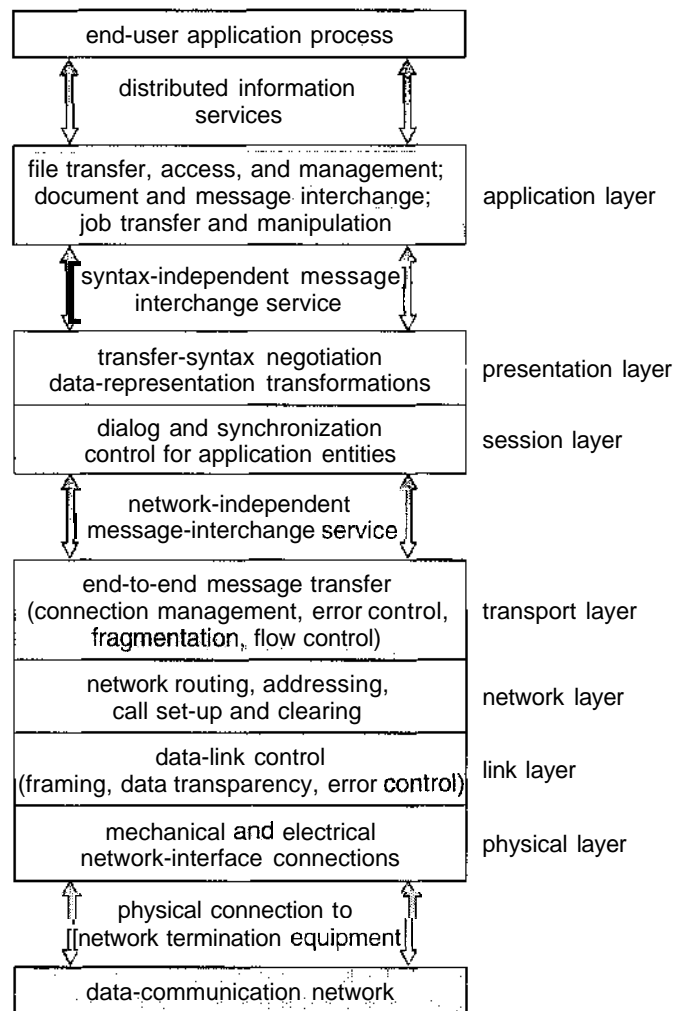 end-user application process
distributed information
services
file transfer, access, and management;
document and message interchange;
job transfer and manipulation
application layer
syntax-independent message
interchange service
transfer-syntax negotiation
data-representation transformations
presentation layer
dialog and synchronization
control for application entities
session layer
network-independent
message-interchange service
end-to-end message transfer
(connection management, error control,
fragmentation, flow control)
transport layer
network routing, addressing,
call set-up and clearing
network layer
data-link control
(framing, data transparency, error control)
link layer
mechanical and electrical
network-interface connections
physical layer
physical connection to
network termination equipment
data-communication network